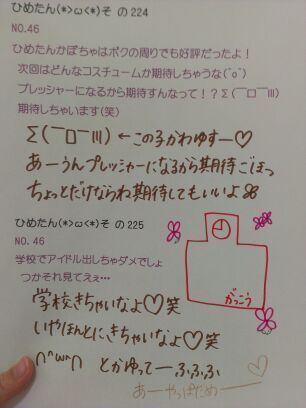 ひめたん(*>ω<*)そ の224
NO.46
ひめたんかぼちゃはボクの周りでも好評だったよ！
次回はどんなコスチュームか期待しちゃうな(ﾟoﾟ)
プレッシャーになるから期待すんなって！？Σ(￣ロ￣lll)
期待しちゃいます(笑)
Σ(￣ロ￣lll) ←この子かわゆすー♡
あーうんプレッシャーになるから期待ごぼっ
ちょっとだけならね期待してもいいよ
ひめたん(*>ω<*)そ の225
NO.46
学校でアイドル出しちゃダメでしょ
つかそれ見てえぇ…
がっこう
学校きちゃいなよ♡笑
いやほんとにきちゃいなよ♡笑
∩^ω^∩ とかゆってーふふふ
あーやっぱだめー♡